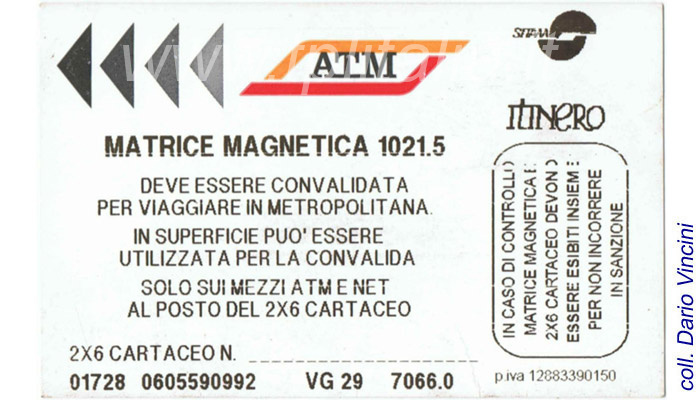 ATM
SITAM
ITINERO
MATRICE MAGNETICA 1021.5
DEVE ESSERE CONVALIDATA
PER VIAGGIARE IN METROPOLITANA.
IN SUPERFICIE PUO' ESSERE
UTILIZZATA PER LA CONVALIDA
SOLO SUI MEZZI ATM E NET
AL POSTO DEL 2X6 CARTACEO
2X6 CARTACEO N.
01728 0605590992 VG 29 7066.0
IN CASO DI CONTROLLO
MATRICE MAGNETICA E
2X6 CARTACEO DEVONO
ESSERE ESIBITI INSIEME
PER NON INCORRERE
IN SANZIONE
p.iva 12883390150
coll. Dario Vincini